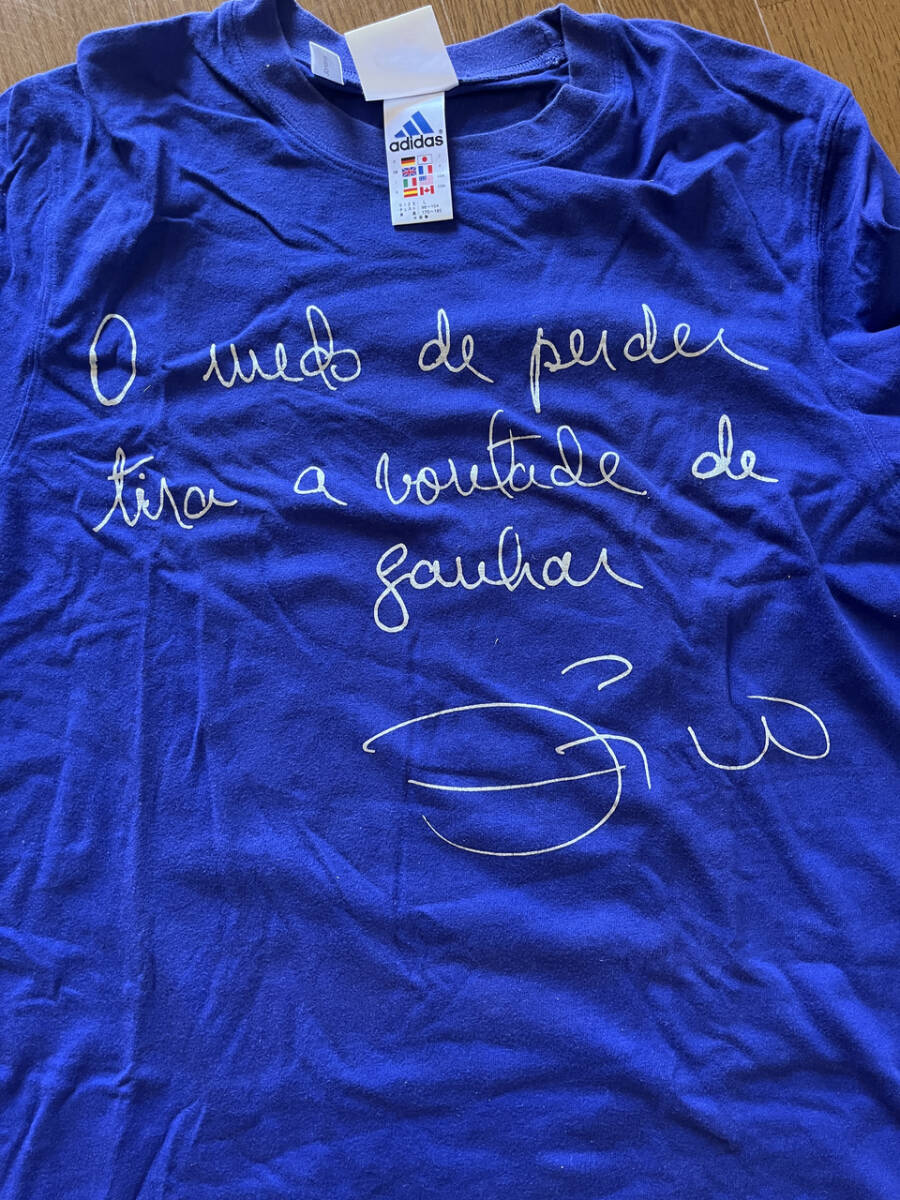 adidas
O medo de perder
tira a vontade de
ganhar